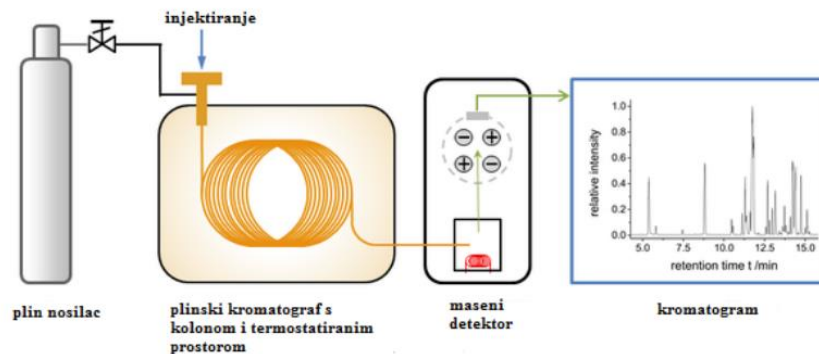 injektiranje
plin nosilac
plinski kromatograf s
kolonom i termostatiranim
prostorom
maseni
detektor
− +
+ −
relative intensity
1.0
0.8
0.6
0.4
0.2
0.0
5.0 7.5 10.0 12.5 15.0
retention time t /min
kromatogram